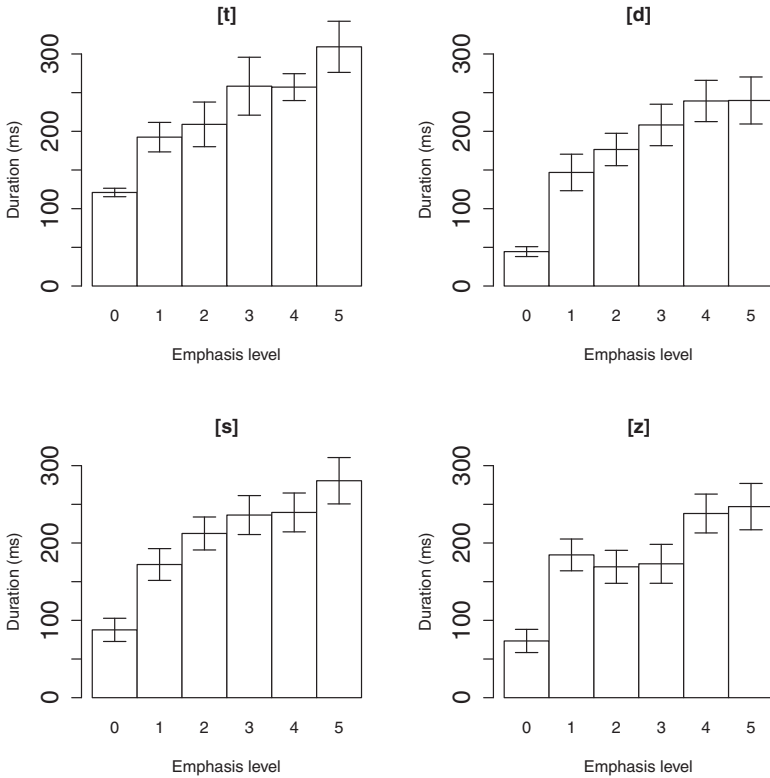 [t]
Duration (ms)
0 100 200 300
0 1 2 3 4 5
Emphasis level
[d]
Duration (ms)
0 100 200 300
0 1 2 3 4 5
Emphasis level
[s]
Duration (ms)
0 100 200 300
0 1 2 3 4 5
Emphasis level
[z]
Duration (ms)
0 100 200 300
0 1 2 3 4 5
Emphasis level